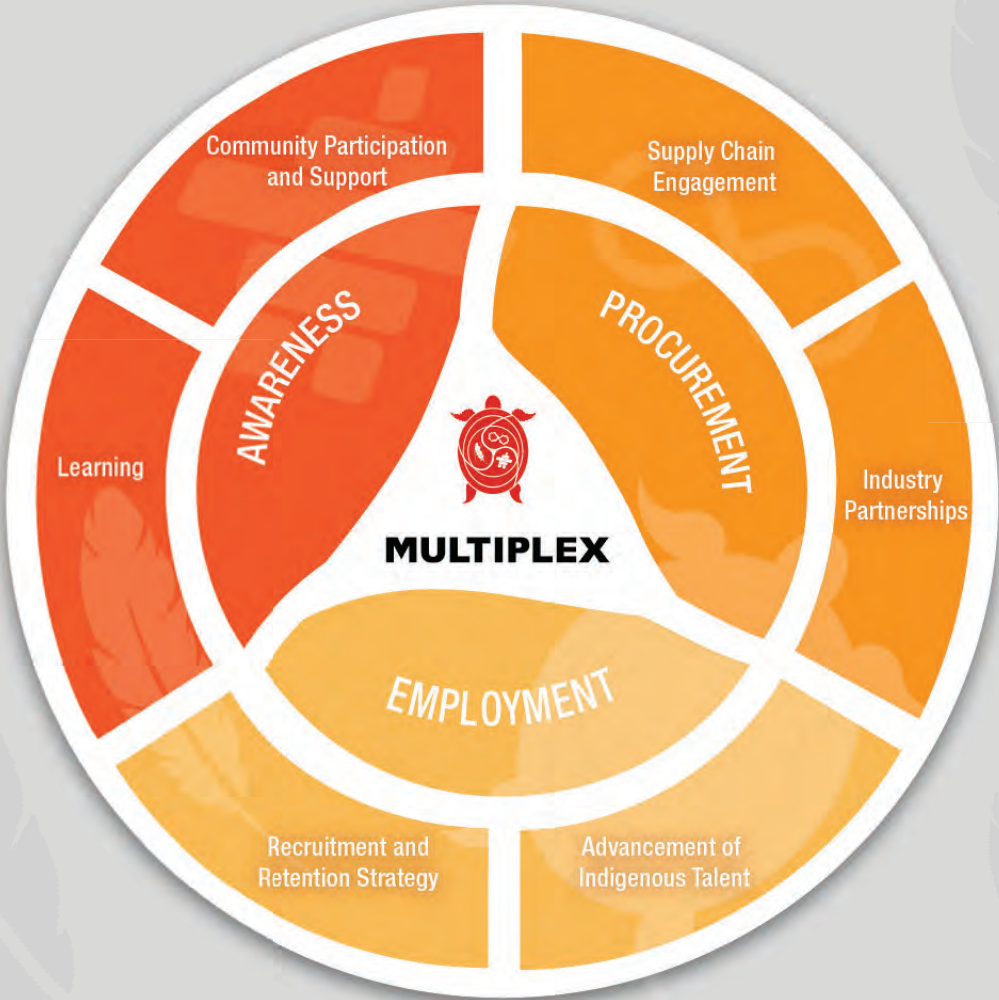 Community Participation
and Support
Supply Chain
Engagement
AWARENESS
PROCUREMENT
Learning
Industry
Partnerships
MULTIPLEX
EMPLOYMENT
Recruitment and
Retention Strategy
Advancement of
Indigenous Talent